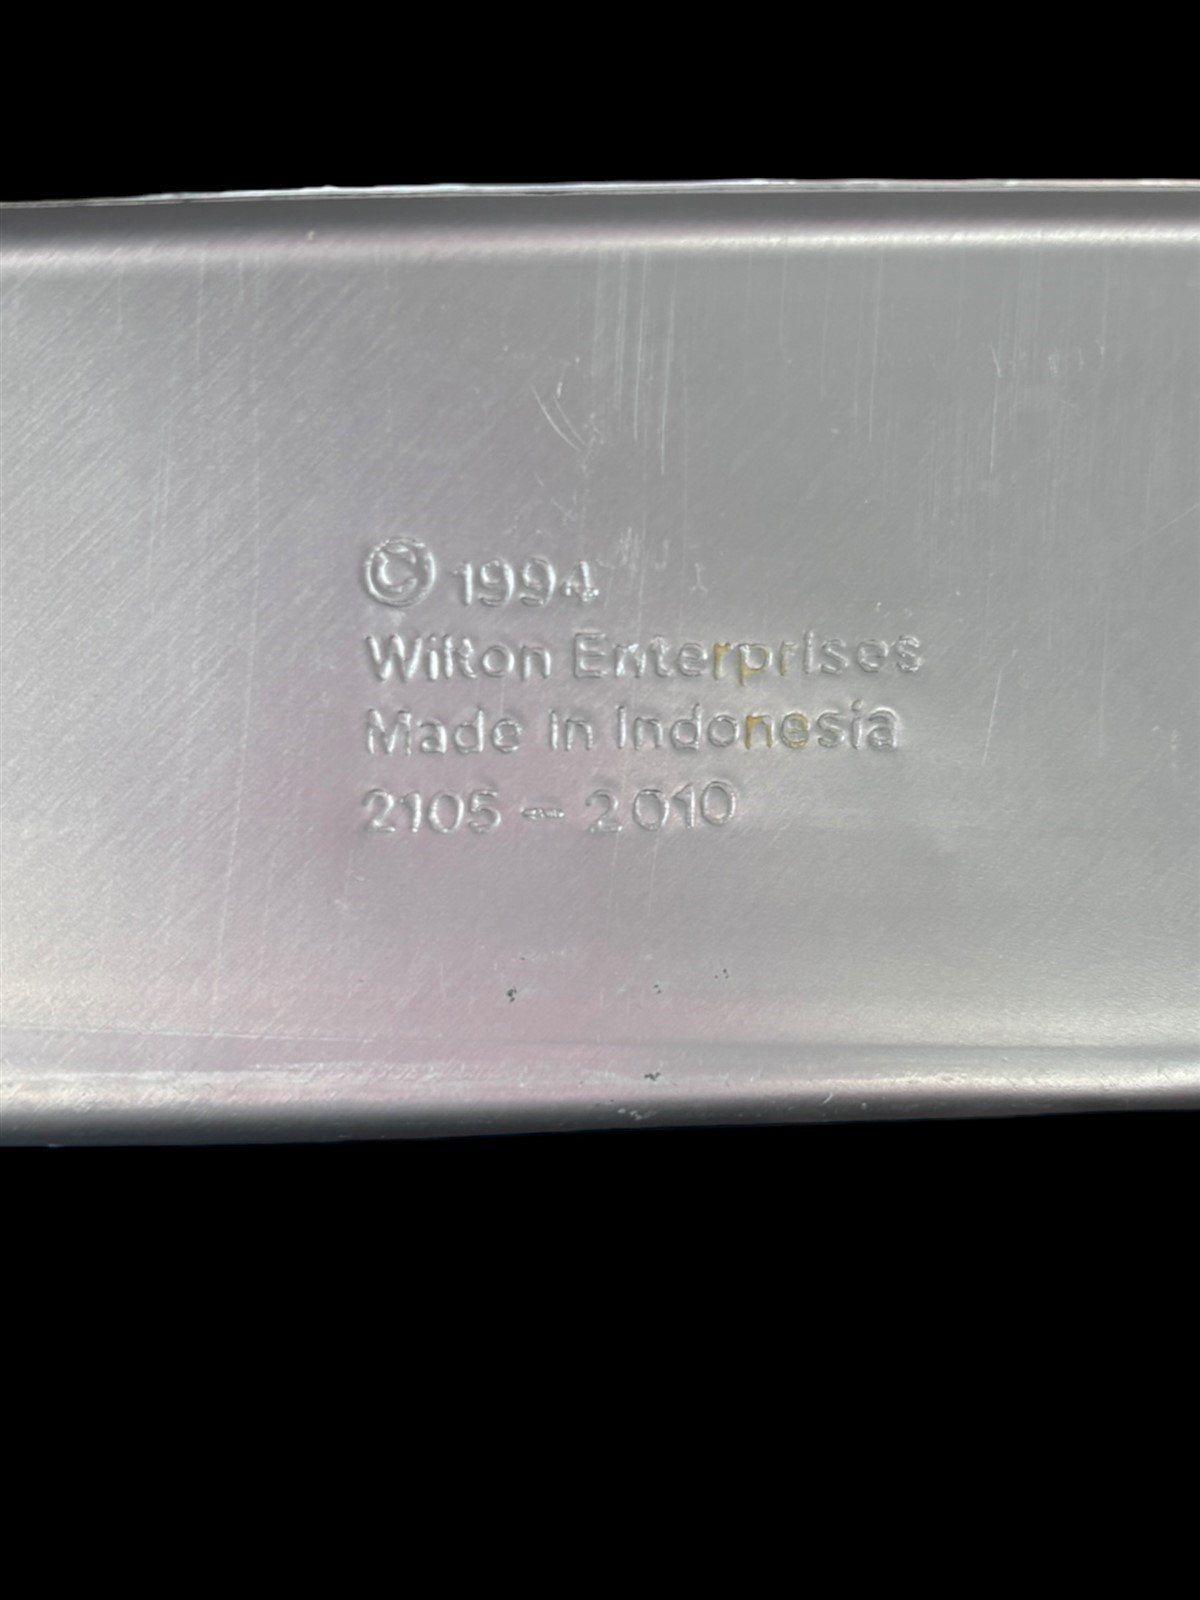 © 1994
Wilton Enterprises
Made In Indonesia
2105 - 2010